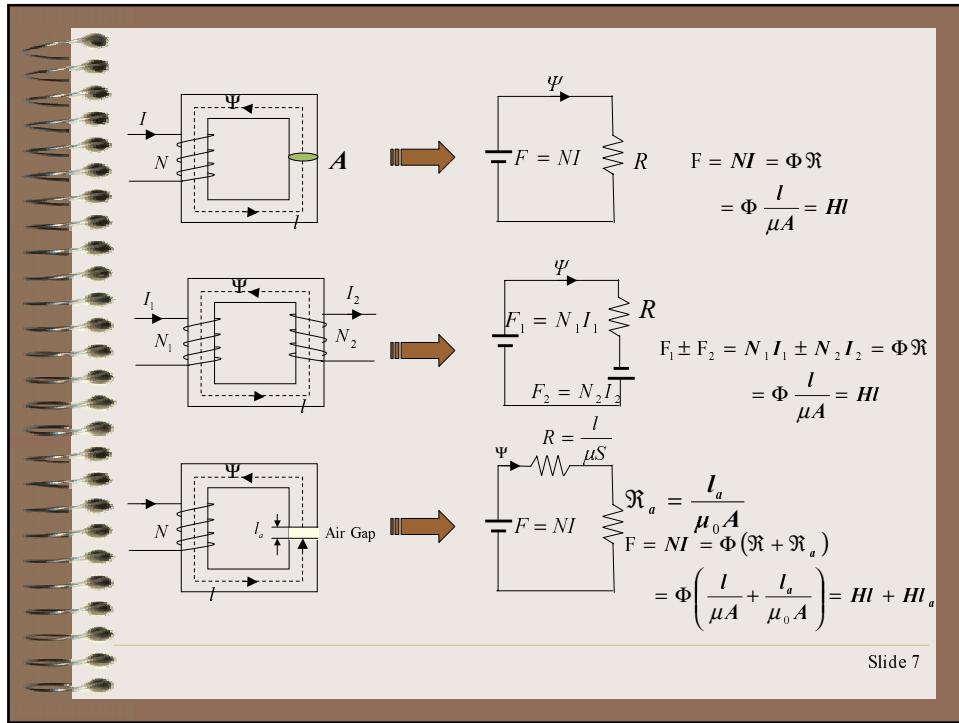 Ψ
I
N
A
l
Ψ
F = NI
R
F = NI = Φℜ
= Φ l/μA = Hl
Ψ
I₁
N₁
I₂
N₂
l
Ψ
F₁ = N₁I₁
R
F₂ = N₂I₂
F₁ ± F₂ = N₁I₁ ± N₂I₂ = Φℜ
= Φ l/μA = Hl
Ψ
N
lₐ
Air Gap
l
Ψ
R = l/μS
F = NI
ℜₐ = lₐ/μ₀A
F = NI = Φ(ℜ + ℜₐ)
= Φ(l/μA + lₐ/μ₀A) = Hl + Hlₐ
Slide 7